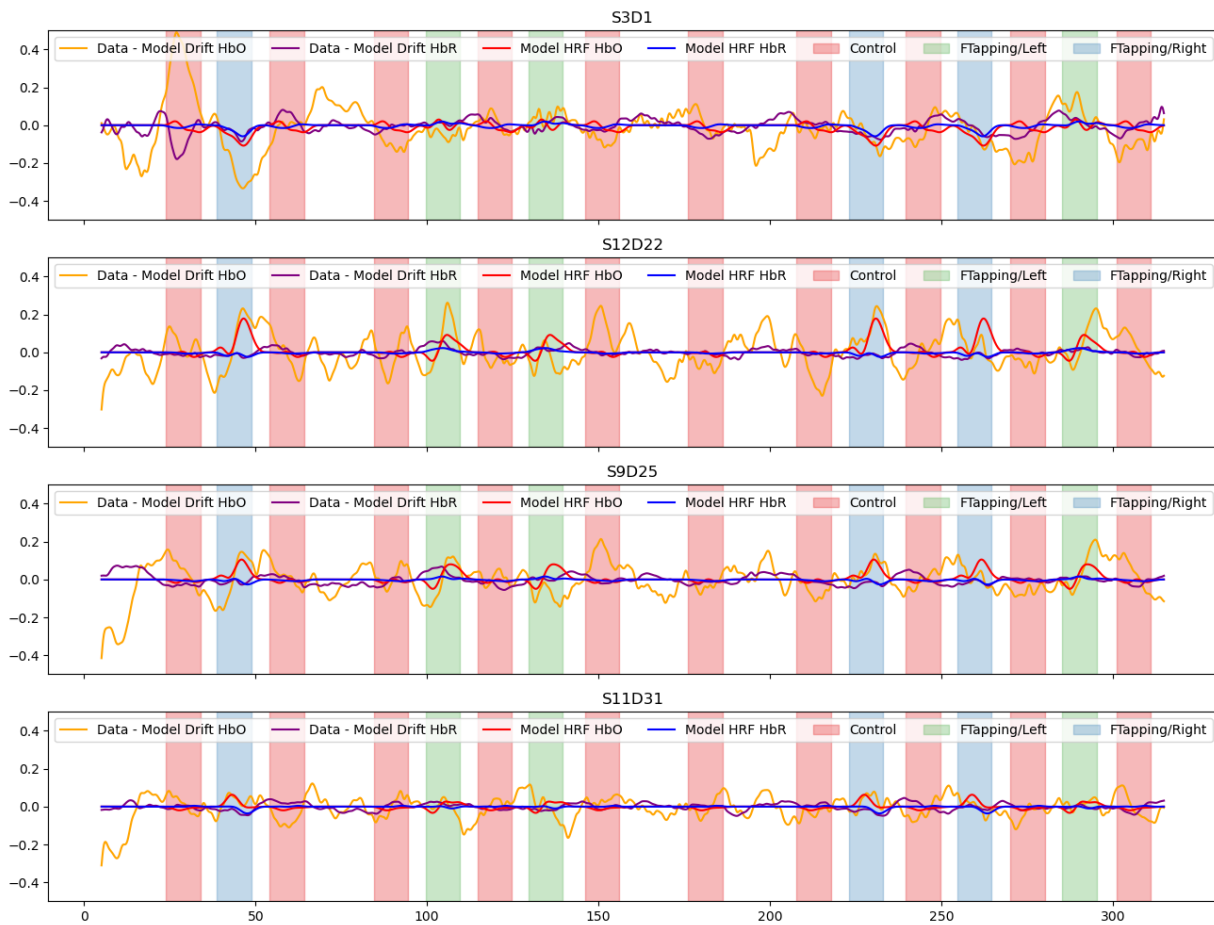 S3D1
0.4 Data - Model Drift HbO Data - Model Drift HbR Model HRF HbO Model HRF HbR Control FTapping/Left FTapping/Right
0.2
0.0
−0.2
−0.4
S12D22
0.4 Data - Model Drift HbO Data - Model Drift HbR Model HRF HbO Model HRF HbR Control FTapping/Left FTapping/Right
0.2
0.0
−0.2
−0.4
S9D25
0.4 Data - Model Drift HbO Data - Model Drift HbR Model HRF HbO Model HRF HbR Control FTapping/Left FTapping/Right
0.2
0.0
−0.2
−0.4
S11D31
0.4 Data - Model Drift HbO Data - Model Drift HbR Model HRF HbO Model HRF HbR Control FTapping/Left FTapping/Right
0.2
0.0
−0.2
−0.4
0 50 100 150 200 250 300